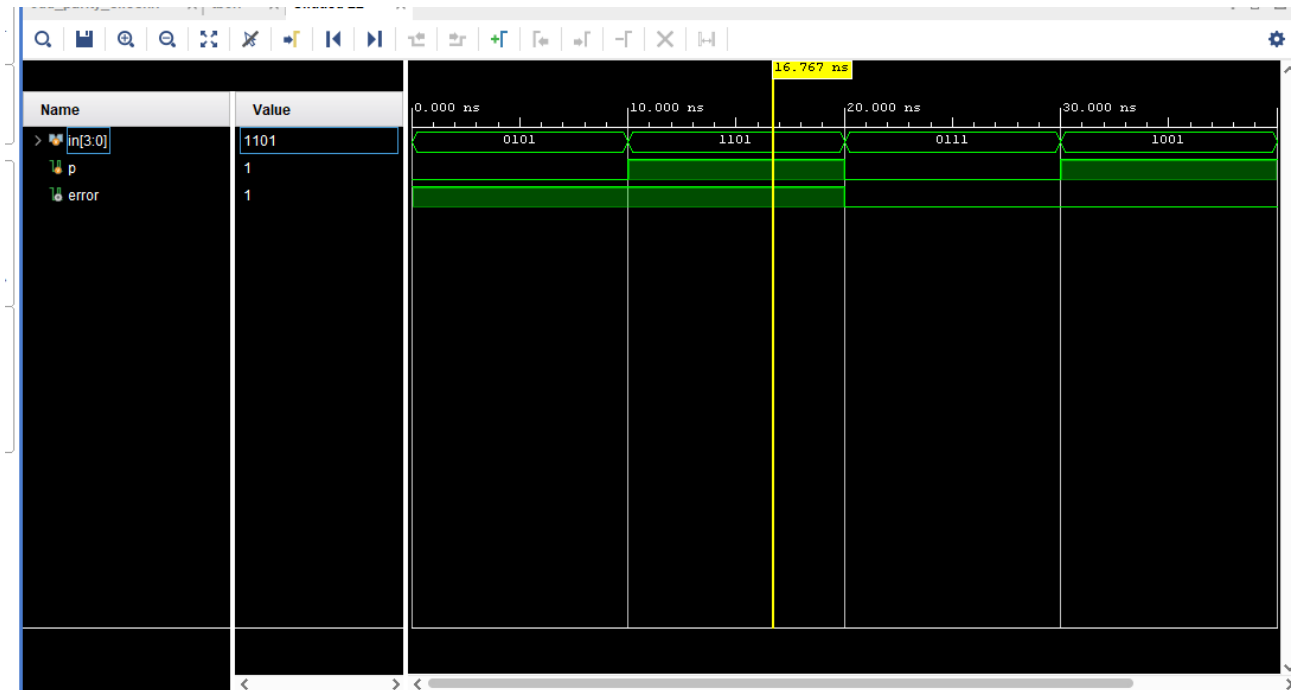 16.767 ns
Name Value 0.000 ns 10.000 ns 20.000 ns 30.000 ns
in[3:0] 1101 0101 1101 0111 1001
p 1
error 1